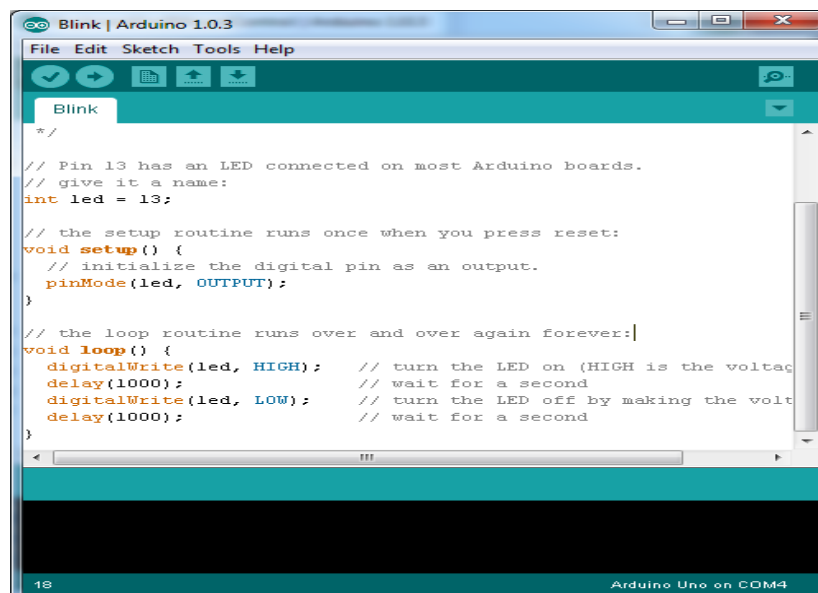 Blink | Arduino 1.0.3
File Edit Sketch Tools Help
Blink
*/
// Pin 13 has an LED connected on most Arduino boards.
// give it a name:
int led = 13;
// the setup routine runs once when you press reset:
void setup() {
// initialize the digital pin as an output.
pinMode(led, OUTPUT);
}
// the loop routine runs over and over again forever:
void loop() {
digitalWrite(led, HIGH); // turn the LED on (HIGH is the voltag
delay(1000); // wait for a second
digitalWrite(led, LOW); // turn the LED off by making the volt
delay(1000); // wait for a second
}
18 Arduino Uno on COM4